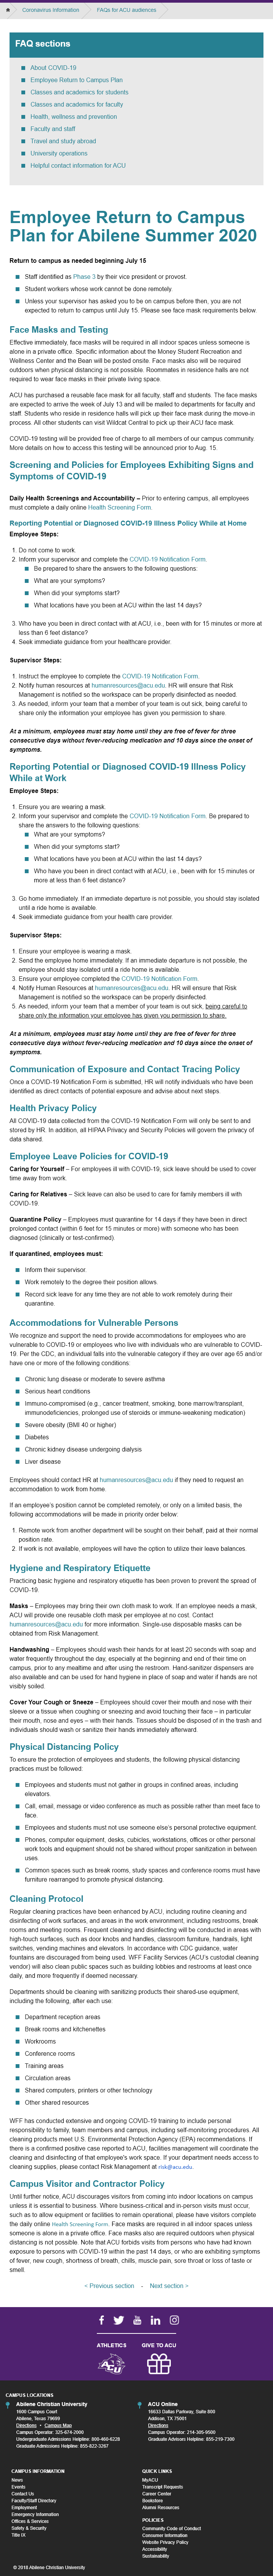 Coronavirus Information
FAQs for ACU audiences
FAQ sections
About COVID-19
Employee Return to Campus Plan
Classes and academics for students
Classes and academics for faculty
Health, wellness and prevention
Faculty and staff
Travel and study abroad
University operations
Helpful contact information for ACU
Employee Return to Campus
Plan for Abilene Summer 2020
Return to campus as needed beginning July 15
Staff identified as Phase 3 by their vice president or provost.
Student workers whose work cannot be done remotely.
Unless your supervisor has asked you to be on campus before then, you are not
expected to return to campus until July 15. Please see face mask requirements below.
Face Masks and Testing
Effective immediately, face masks will be required in all indoor spaces unless someone is
alone in a private office. Specific information about the Money Student Recreation and
Wellness Center and the Bean will be posted onsite. Face masks will be required outdoors
when physical distancing is not possible. Roommates in residence halls are not
required to wear face masks in their private living space.
ACU has purchased a reusable face mask for all faculty, staff and students. The face masks
are expected to arrive the week of July 13 and will be mailed to departments for faculty and
staff. Students who return to residence halls will pick up their face mask during the move-in
process. All other students can visit Wildcat Central to pick up their ACU face mask.
COVID-19 testing will be provided free of charge to all members of our campus community.
More details on how to access this testing will be provided prior to Aug. 15.
Screening and Policies for Employees Exhibiting Signs and
Symptoms of COVID-19
Daily Health Screenings and Accountability – Prior to entering campus, all employees
must complete a daily online Health Screening Form.
Reporting Potential or Diagnosed COVID-19 Illness Policy While at Home
Employee Steps:
1. Do not come to work.
2. Inform your supervisor and complete the COVID-19 Notification Form.
Be prepared to share the answers to the following questions:
What are your symptoms?
When did your symptoms start?
What locations have you been at ACU within the last 14 days?
3. Who have you been in direct contact with at ACU, i.e., been with for 15 minutes or more at
less than 6 feet distance?
4. Seek immediate guidance from your healthcare provider.
Supervisor Steps:
1. Instruct the employee to complete the COVID-19 Notification Form.
2. Notify human resources at humanresources@acu.edu. HR will ensure that Risk
Management is notified so the workspace can be properly disinfected as needed.
3. As needed, inform your team that a member of your team is out sick, being careful to
share only the information your employee has given you permission to share.
At a minimum, employees must stay home until they are free of fever for three
consecutive days without fever-reducing medication and 10 days since the onset of
symptoms.
Reporting Potential or Diagnosed COVID-19 Illness Policy
While at Work
Employee Steps:
1. Ensure you are wearing a mask.
2. Inform your supervisor and complete the COVID-19 Notification Form. Be prepared to
share the answers to the following questions.
What are your symptoms?
When did your symptoms start?
What locations have you been at ACU within the last 14 days?
Who have you been in direct contact with at ACU, i.e., been with for 15 minutes or
more at less than 6 feet distance?
3. Go home immediately. If an immediate departure is not possible, you should stay isolated
until a ride home is available.
4. Seek immediate guidance from your health care provider.
Supervisor Steps:
1. Ensure your employee is wearing a mask.
2. Send the employee home immediately. If an immediate departure is not possible, the
employee should stay isolated until a ride home is available.
3. Ensure your employee completed the COVID-19 Notification Form.
4. Notify Human Resources at humanresources@acu.edu. HR will ensure that Risk
Management is notified to the workspace can be properly disinfected.
5. As needed, inform your team that a member of your team is out sick, being careful to
share only the information your employee has given you permission to share.
At a minimum, employees must stay home until they are free of fever for three
consecutive days without fever-reducing medication and 10 days since the onset of
symptoms.
Communication of Exposure and Contact Tracing Policy
Once a COVID-19 Notification Form is submitted, HR will notify individuals who have been
in direct contact of potential exposure and advise about next steps.
Health Privacy Policy
All COVID-19 data collected from the COVID-19 Notification Form will only be sent to and
stored by HR. In addition, all HIPAA Privacy and Security Policies will govern the privacy of
data shared.
Employee Leave Policies for COVID-19
Caring for Yourself – For employees ill with COVID-19, sick leave should be used to cover
time away from work.
Caring for Relatives – Sick leave can also be used to care for family members ill with
COVID-19.
Quarantine Policy – Employees must quarantine for 14 days if they have been in direct
prolonged contact (within 6 feet for 15 minutes or more) with someone who has been
diagnosed (clinically or test-confirmed).
If quarantined, employees must:
Inform their supervisor.
Work remotely to the degree their position allows.
Record sick leave for any time they are not able to work remotely during their
quarantine.
Accommodations for Vulnerable Persons
We recognize and support the need to provide accommodations for employees who are
vulnerable to COVID-19 or employees who live with individuals who are vulnerable to COVID-
19. Per the CDC, an individual falls into the vulnerable category if they are over age 65 and/or
have one or more of the following conditions:
Chronic lung disease or moderate to severe asthma
Serious heart conditions
Immuno-compromised (e.g., cancer treatment, smoking, bone marrow/transplant,
immunodeficiencies, prolonged use of steroids or immune-weakening medication)
Severe obesity (BMI 40 or higher)
Diabetes
Chronic kidney disease undergoing dialysis
Liver disease
Employees should contact HR at humanresources@acu.edu if they need to request an
accommodation to work from home.
If an employee's position cannot be completed remotely, or only on a limited basis, the
following accommodations will be made in priority order below:
1. Remote work from another department will be sought on their behalf, paid at their normal
position rate.
2. If work is not available, employees will have the option to utilize their leave balances.
Hygiene and Respiratory Etiquette
Practicing basic hygiene and respiratory etiquette has been proven to prevent the spread of
COVID-19.
Masks – Employees may bring their own cloth mask to work. If an employee needs a mask,
ACU will provide one reusable cloth mask per employee at no cost. Contact
humanresources@acu.edu for more information. Single-use disposable masks can be
obtained from Risk Management.
Handwashing – Employees should wash their hands for at least 20 seconds with soap and
water frequently throughout the day, and especially at the beginning of the day on
campus, prior to any mealtime and after using the restroom. Hand-sanitizer dispensers are
also available and can be used for hand hygiene in place of soap and water if hands are not
visibly soiled.
Cover Your Cough or Sneeze – Employees should cover their mouth and nose with their
sleeve or a tissue when coughing or sneezing and avoid touching their face, in particular
their mouth, nose and eyes, with their hands. Tissues should be disposed of in the trash and
individuals should wash or sanitize their hands immediately afterward.
Physical Distancing Policy
To ensure the protection of employees and students, the following physical distancing
practices must be followed:
Employees and students must not gather in groups in confined areas, including
elevators.
Call, email, message or video conference as much as possible rather than meet face to
face.
Employees and students must not use someone else's personal protective equipment.
Phones, computer equipment, desks, cubicles, workstations, offices or other personal
work tools and equipment should not be shared without proper sanitization in between
uses.
Common spaces such as break rooms, study spaces and conference rooms must have
furniture rearranged to promote physical distancing.
Cleaning Protocol
Regular cleaning practices have been enhanced by ACU, including routine cleaning and
disinfecting of work surfaces, and areas in the work environment, including restrooms, break
rooms and conference rooms. Frequent cleaning will be performed in high-traffic areas and
on commonly touched surfaces such as knobs and handles, classroom furniture, handrails, light
switches, vending machines and elevators. In accordance with CDC guidance, water
fountains will be closed from being used. WFF Facility Services (ACU's custodial cleaning
vendor) will also clean public spaces such as building lobbies and restrooms at least once
daily, and more frequently if deemed necessary.
Departments should be cleaning with sanitizing products their shared-use equipment,
including the following, after each use:
Department reception areas
Break rooms and kitchenettes
Workrooms
Conference rooms
Training areas
Circulation areas
Shared computers, printers or other technology
Other shared resources
WFF has conducted extensive and ongoing COVID-19 training to include personal
responsibility to family, team members and campus, including self-monitoring procedures. All
cleaning products meet U.S. Environmental Protection Agency (EPA) recommendations. If
there is a confirmed report of COVID-19 at ACU, facility management will coordinate the deep
cleaning and disinfecting of that employee's work space. If your department needs access to
cleaning supplies, please contact Risk Management at risk@acu.edu.
Campus Visitor and Contractor Policy
Until further notice, ACU discourages visitors from coming into indoor locations on campus
unless entrance is necessary. When on-site visits by vendors and contractors must occur,
such as for work essential for buildings to remain operational, please have visitors complete
the daily online Health Screening Form. Face masks are required in all indoor spaces unless
someone is alone in a private office. Face masks are also required outdoors when physical
distancing is not possible. Note that ACU forbids visits from persons who have had known
exposure to persons with COVID-19 within the past 14 days, or who are showing symptoms
of fever, new cough, shortness of breath, chills, muscle pain, sore throat or loss of taste or
smell.
< Previous section - Next section >
ATHLETICS
GIVE TO ACU
ACU
CAMPUS LOCATIONS
Abilene Christian University
1600 Campus Court
Abilene, Texas 79699
Directions • Campus Map
Campus Operator: 325-674-2000
Undergraduate Admissions Helpline: 800-460-6228
Graduate Admissions Helpline: 855-822-3267
ACU Online
16633 Dallas Parkway, Suite 800
Addison, TX 75001
Directions
Campus Operator: 214-305-9500
Graduate Advisors Helpline: 855-219-7300
CAMPUS INFORMATION
News
Events
Contact Us
Faculty/Staff Directory
Employment
Emergency Information
Offices & Services
Safety & Security
Title IX
QUICK LINKS
MyACU
Transcript Requests
Career Center
Bookstore
Alumni Resources
POLICIES
Community Code of Conduct
Consumer Information
Website Privacy Policy
Accessibility
Sustainability
© 2018 Abilene Christian University